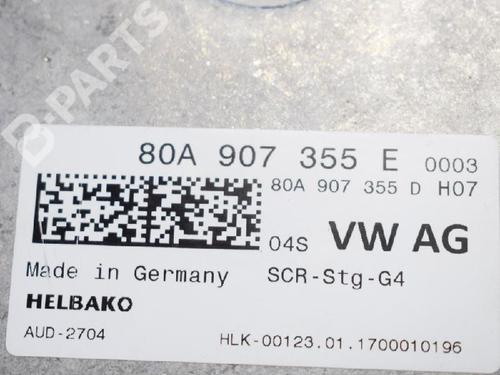 B-PARTS
80A 907 355 E 0003
80A 907 355 D H07
04S VW AG
Made in Germany SCR-Stg-G4
HELBAKO
AUD-2704 HLK-00123.01.1700010196